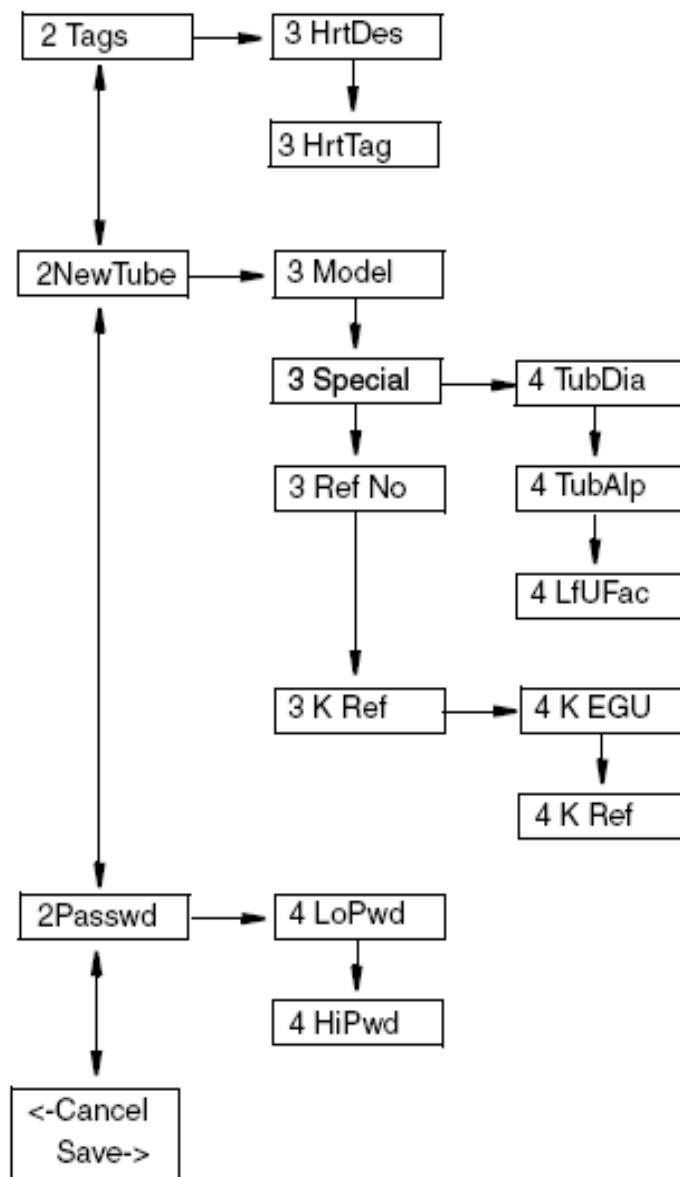 2 Tags
3 HrtDes
3 HrtTag
2NewTube
3 Model
3 Special
4 TubDia
3 Ref No
4 TubAlp
4 LfUFac
3 K Ref
4 K EGU
4 K Ref
2Passwd
4 LoPwd
4 HiPwd
<-Cancel
Save->